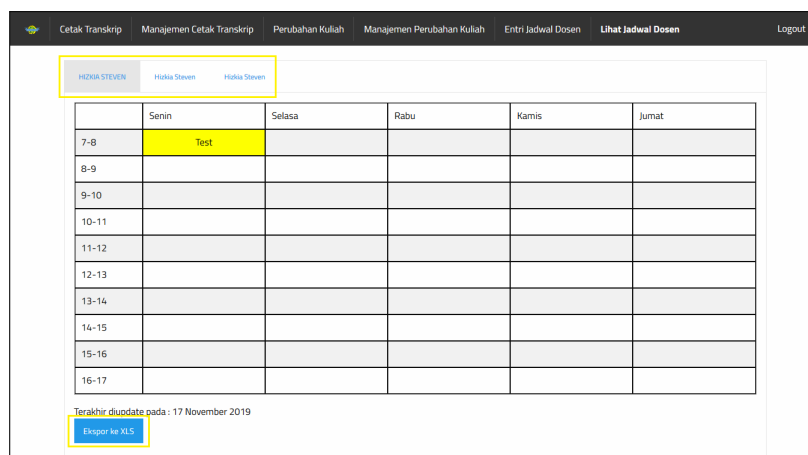 Cetak Transkrip Manajemen Cetak Transkrip Perubahan Kuliah Manajemen Perubahan Kuliah Entri Jadwal Dosen Lihat Jadwal Dosen Logout
HIZKIA STEVEN Hizkia Steven Hizkia Steven
Senin Selasa Rabu Kamis Jumat
7-8 Test
8-9
9-10
10-11
11-12
12-13
13-14
14-15
15-16
16-17
Terakhir diupdate pada : 17 November 2019
Ekspor ke XLS